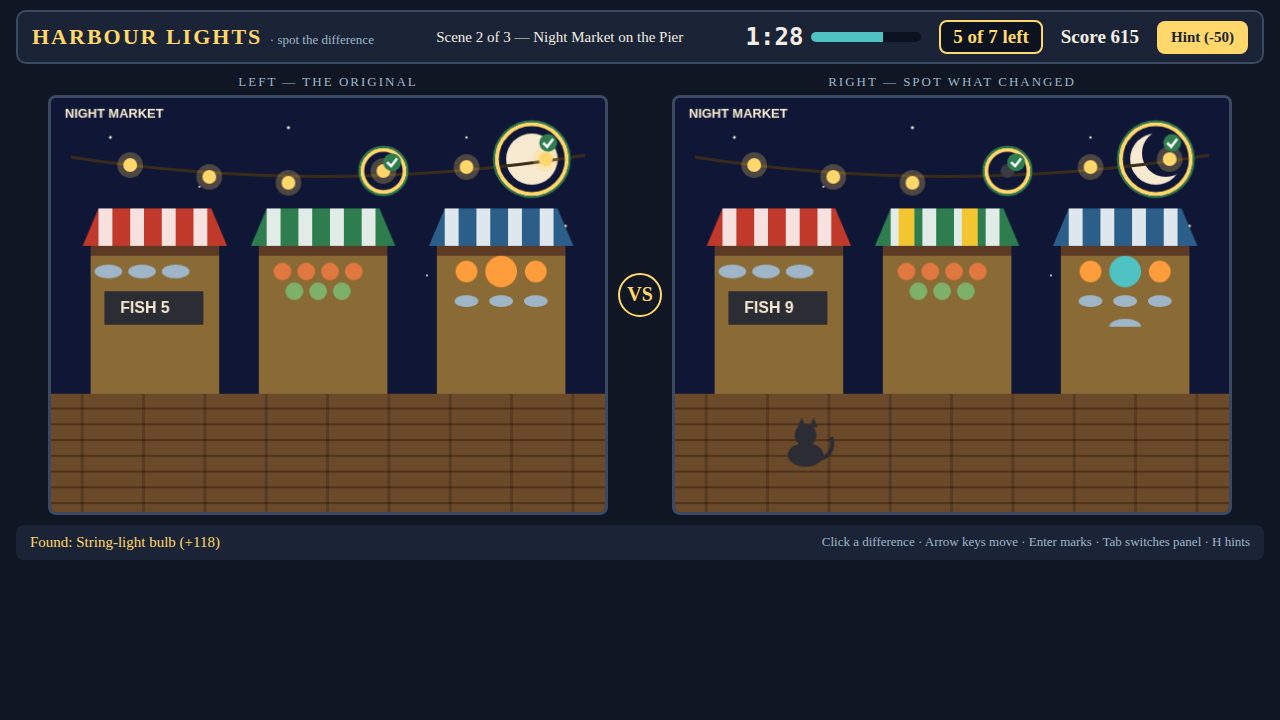 HARBOUR LIGHTS · spot the difference
Scene 2 of 3 — Night Market on the Pier
1:28
5 of 7 left
Score 615
Hint (-50)
LEFT — THE ORIGINAL
RIGHT — SPOT WHAT CHANGED
NIGHT MARKET
FISH 5
VS
NIGHT MARKET
FISH 9
Found: String-light bulb (+118)
Click a difference · Arrow keys move · Enter marks · Tab switches panel · H hints